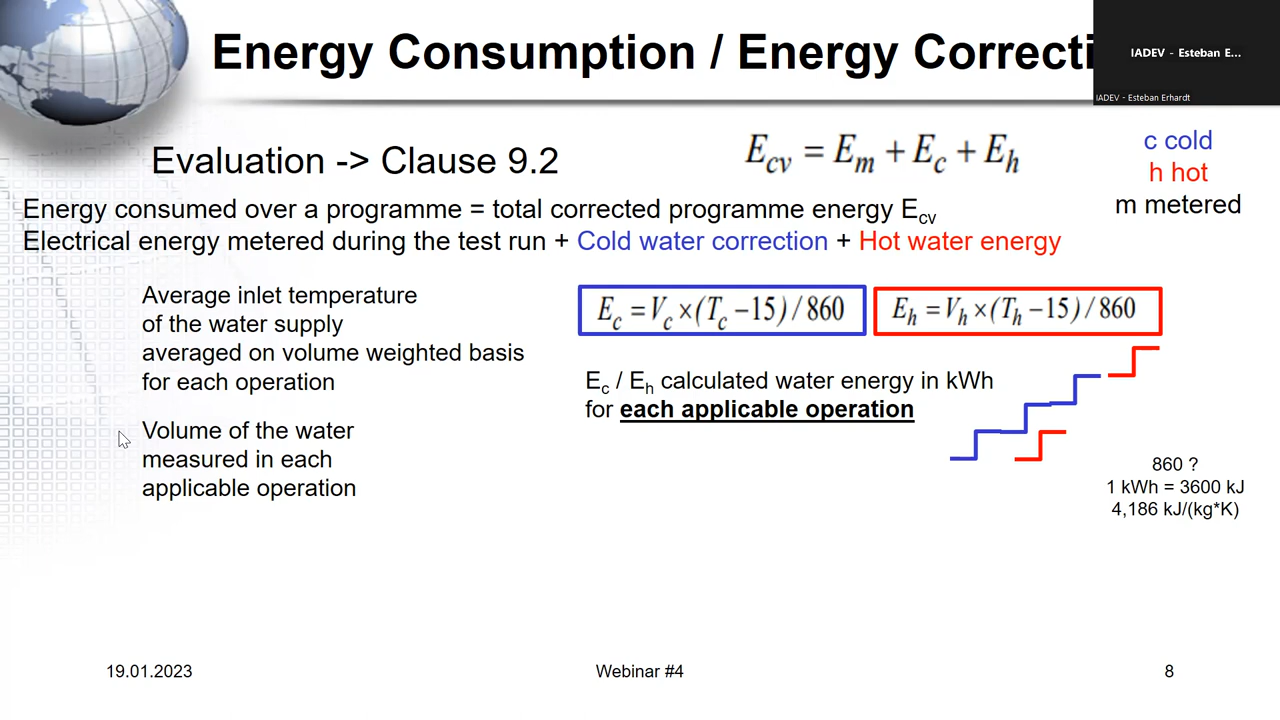 Energy Consumption / Energy Correcti
IADEV - Esteban E...
IADEV - Esteban Erhardt
Evaluation -> Clause 9.2
E_cv = E_m + E_c + E_h
c cold
h hot
m metered
Energy consumed over a programme = total corrected programme energy E_cv
Electrical energy metered during the test run + Cold water correction + Hot water energy
Average inlet temperature
of the water supply
averaged on volume weighted basis
for each operation
E_c = V_c × (T_c − 15) / 860
E_h = V_h × (T_h − 15) / 860
E_c / E_h calculated water energy in kWh
for each applicable operation
Volume of the water
measured in each
applicable operation
860 ?
1 kWh = 3600 kJ
4,186 kJ/(kg*K)
19.01.2023
Webinar #4
8